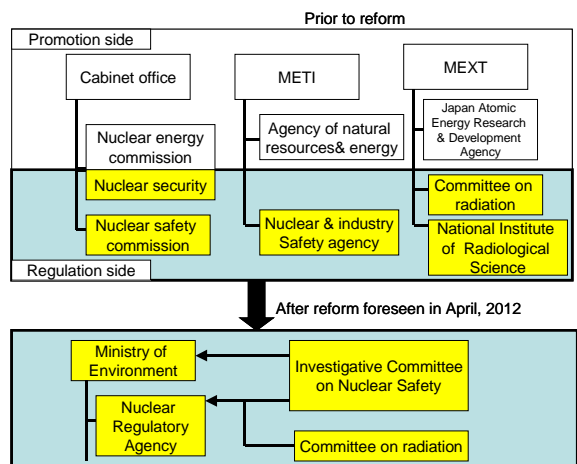 Prior to reform
Promotion side
Cabinet office
METI
MEXT
Nuclear energy
commission
Nuclear security
Nuclear safety
commission
Agency of natural
resources& energy
Nuclear & industry
Safety agency
Japan Atomic
Energy Research
& Development
Agency
Committee on
radiation
National Institute
of Radiological
Science
Regulation side
After reform foreseen in April, 2012
Ministry of
Environment
Nuclear
Regulatory
Agency
Investigative Committee
on Nuclear Safety
Committee on radiation